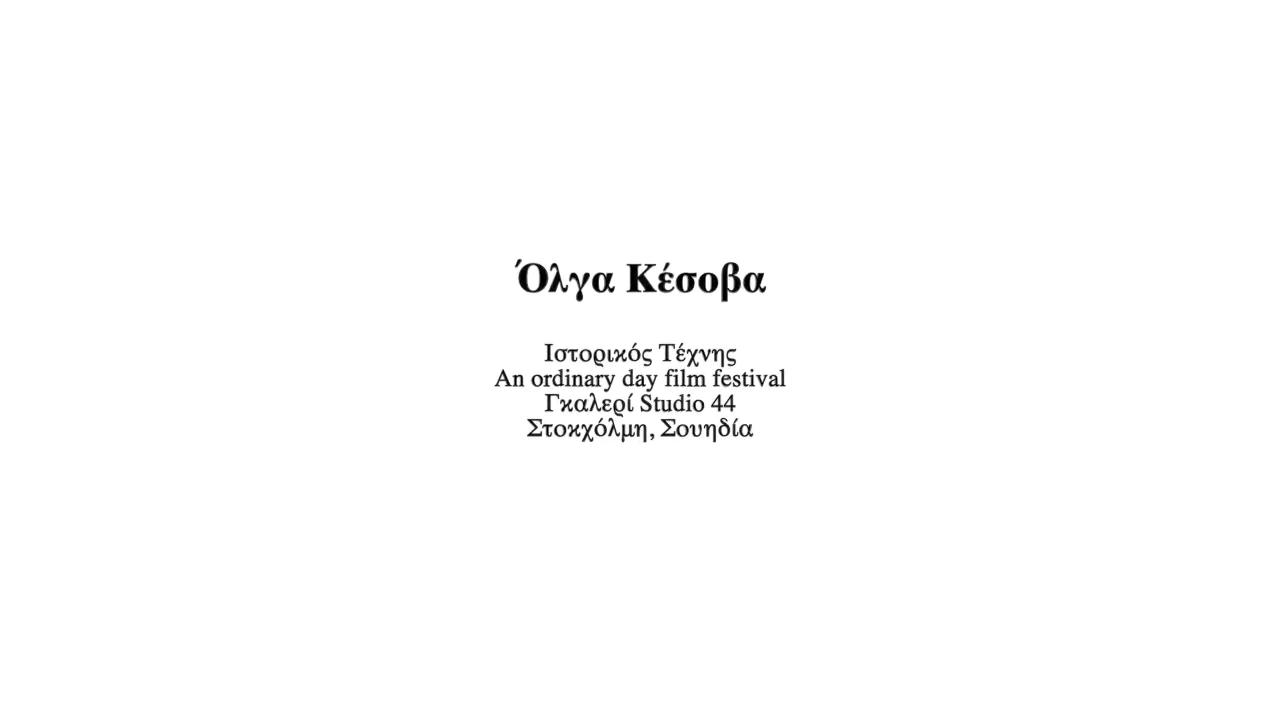 Όλγα Κέσοβα
Ιστορικός Τέχνης
An ordinary day film festival
Γκαλερί Studio 44
Στοκχόλμη, Σουηδία